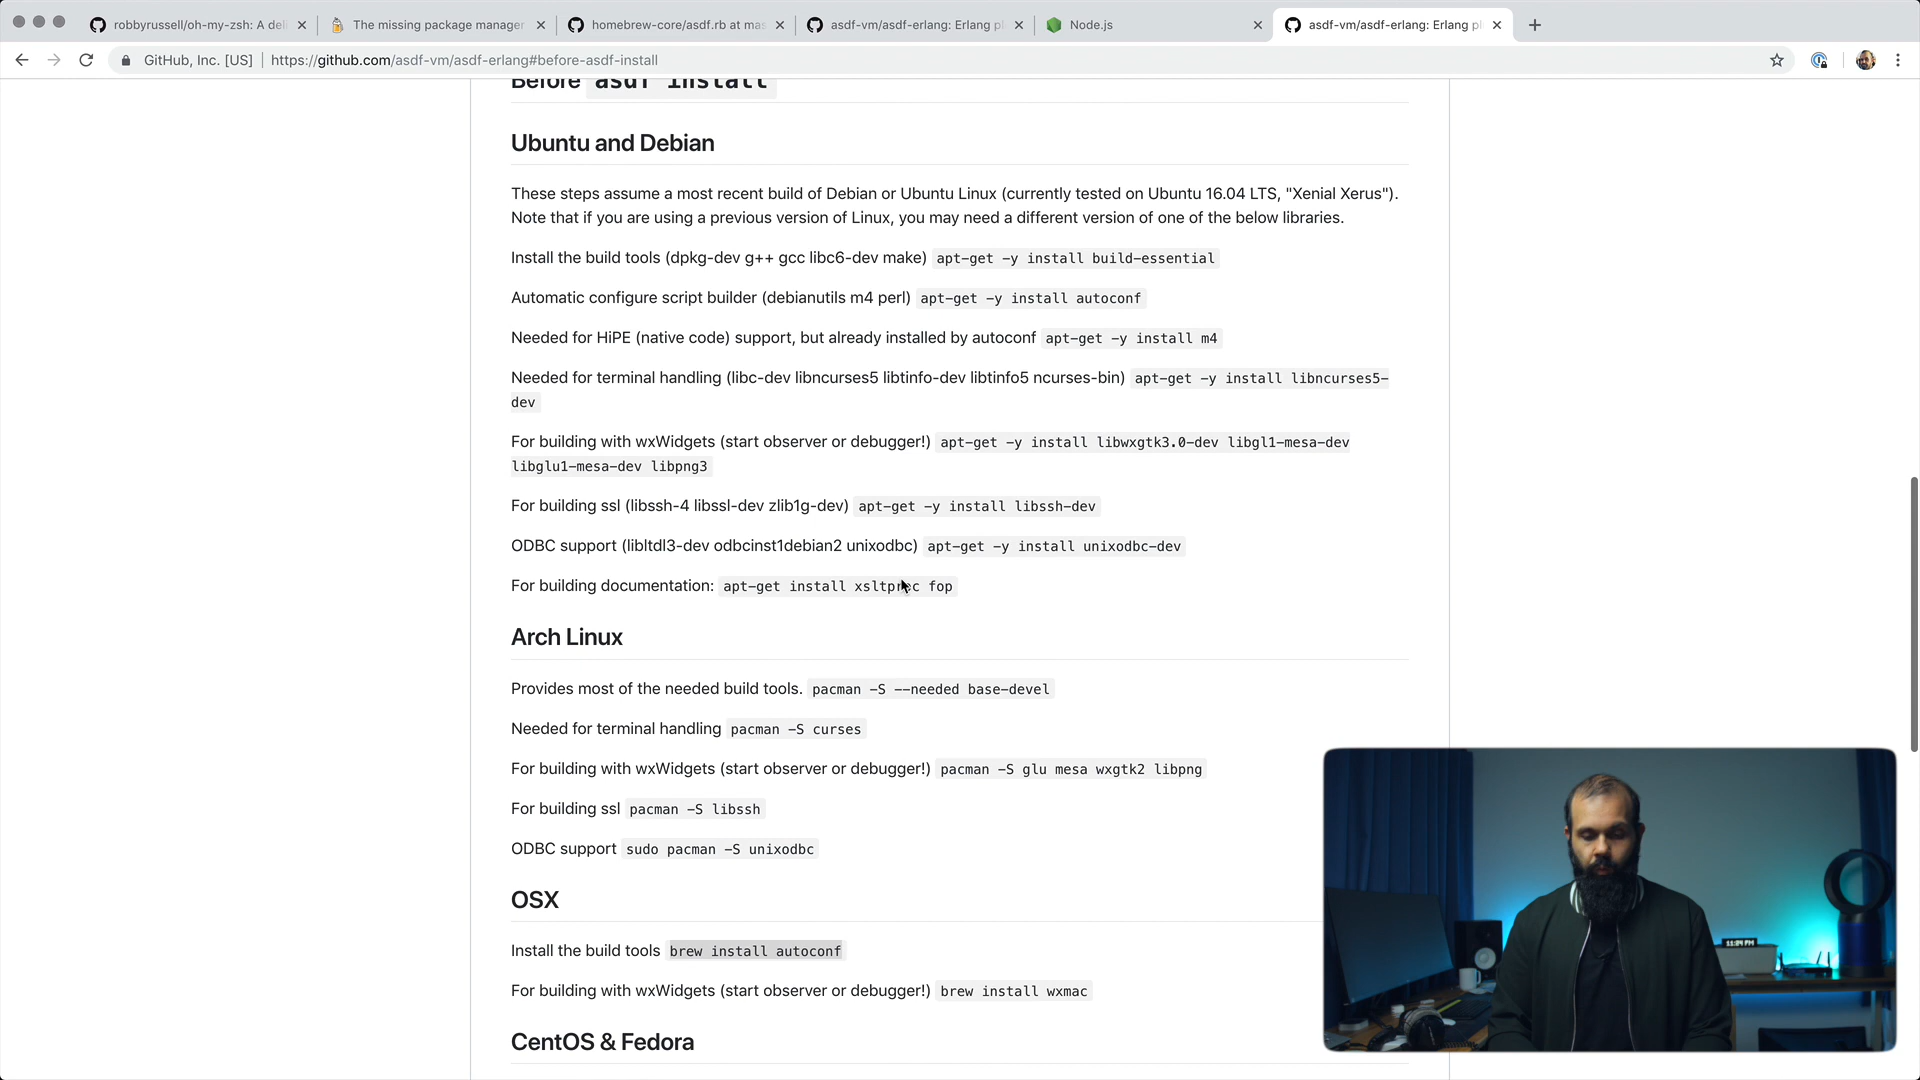 robbyrussell/oh-my-zsh: A deli
The missing package manager
homebrew-core/asdf.rb at mas
asdf-vm/asdf-erlang: Erlang pl
Node.js
asdf-vm/asdf-erlang: Erlang pl
GitHub, Inc. [US] | https://github.com/asdf-vm/asdf-erlang#before-asdf-install
Before asdf install
Ubuntu and Debian
These steps assume a most recent build of Debian or Ubuntu Linux (currently tested on Ubuntu 16.04 LTS, "Xenial Xerus").
Note that if you are using a previous version of Linux, you may need a different version of one of the below libraries.
Install the build tools (dpkg-dev g++ gcc libc6-dev make) apt-get -y install build-essential
Automatic configure script builder (debianutils m4 perl) apt-get -y install autoconf
Needed for HiPE (native code) support, but already installed by autoconf apt-get -y install m4
Needed for terminal handling (libc-dev libncurses5 libtinfo-dev libtinfo5 ncurses-bin) apt-get -y install libncurses5-
dev
For building with wxWidgets (start observer or debugger!) apt-get -y install libwxgtk3.0-dev libgl1-mesa-dev
libglu1-mesa-dev libpng3
For building ssl (libssh-4 libssl-dev zlib1g-dev) apt-get -y install libssh-dev
ODBC support (libltdl3-dev odbcinst1debian2 unixodbc) apt-get -y install unixodbc-dev
For building documentation: apt-get install xsltproc fop
Arch Linux
Provides most of the needed build tools. pacman -S --needed base-devel
Needed for terminal handling pacman -S curses
For building with wxWidgets (start observer or debugger!) pacman -S glu mesa wxgtk2 libpng
For building ssl pacman -S libssh
ODBC support sudo pacman -S unixodbc
OSX
Install the build tools brew install autoconf
For building with wxWidgets (start observer or debugger!) brew install wxmac
CentOS & Fedora
11:24 PM